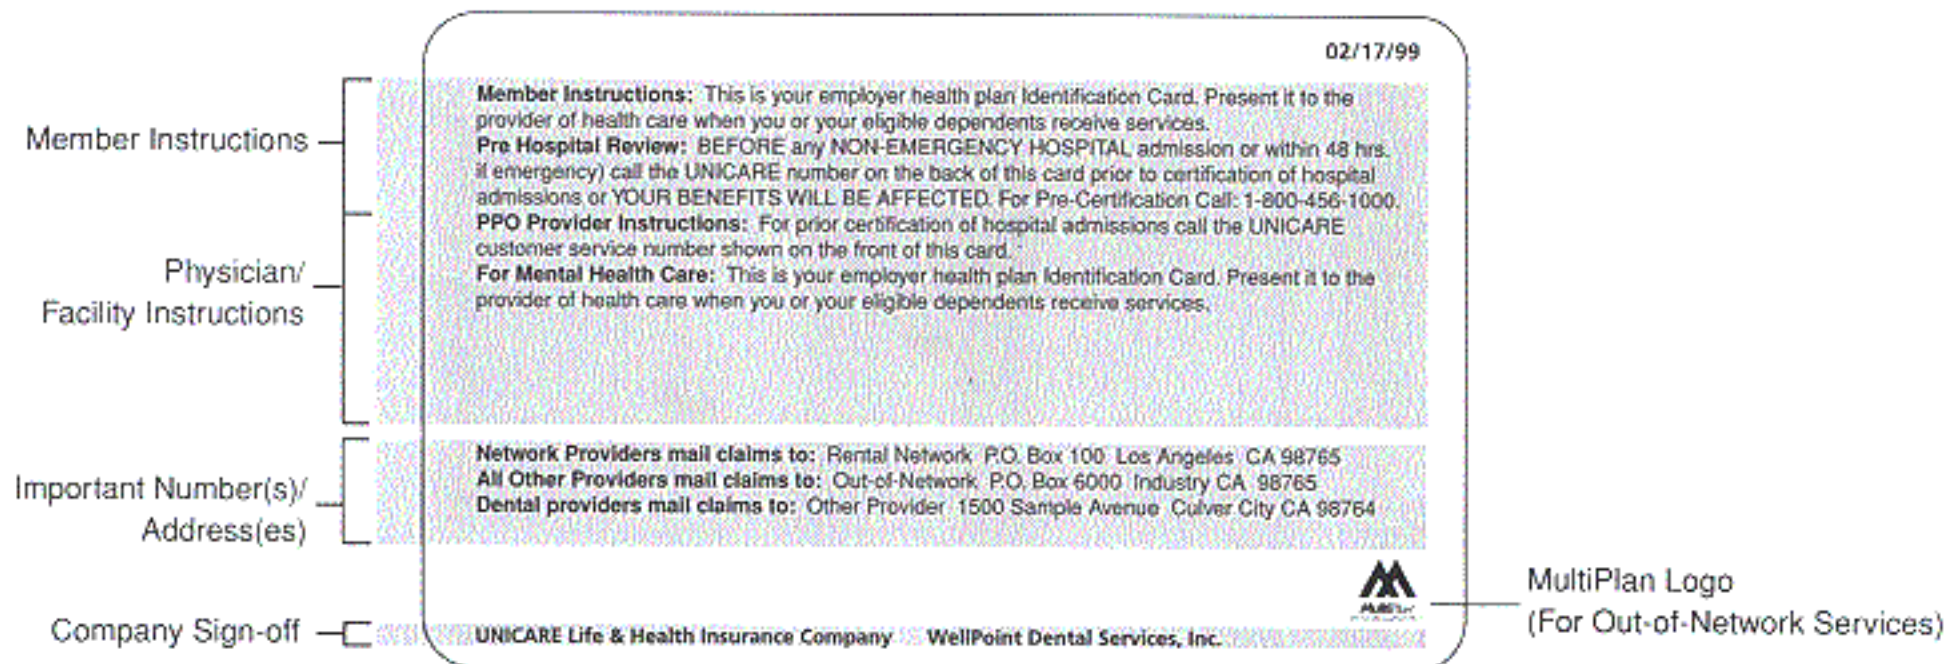 02/17/99
Member Instructions
Member Instructions: This is your employer health plan Identification Card. Present it to the
provider of health care when you or your eligible dependents receive services.
Pre Hospital Review: BEFORE any NON-EMERGENCY HOSPITAL admission or within 48 hrs.
if emergency) call the UNICARE number on the back of this card prior to certification of hospital
admissions or YOUR BENEFITS WILL BE AFFECTED. For Pre-Certification Call: 1-800-456-1000.
Physician/
Facility Instructions
PPO Provider Instructions: For prior certification of hospital admissions call the UNICARE
customer service number shown on the front of this card.
For Mental Health Care: This is your employer health plan Identification Card. Present it to the
provider of health care when you or your eligible dependents receive services.
Important Number(s)/
Address(es)
Network Providers mail claims to: Rental Network P.O. Box 100 Los Angeles CA 98765
All Other Providers mail claims to: Out-of-Network P.O. Box 6000 Industry CA 98765
Dental providers mail claims to: Other Provider 1500 Sample Avenue Culver City CA 98764
MultiPlan
MultiPlan Logo
(For Out-of-Network Services)
Company Sign-off
UNICARE Life & Health Insurance Company WellPoint Dental Services, Inc.